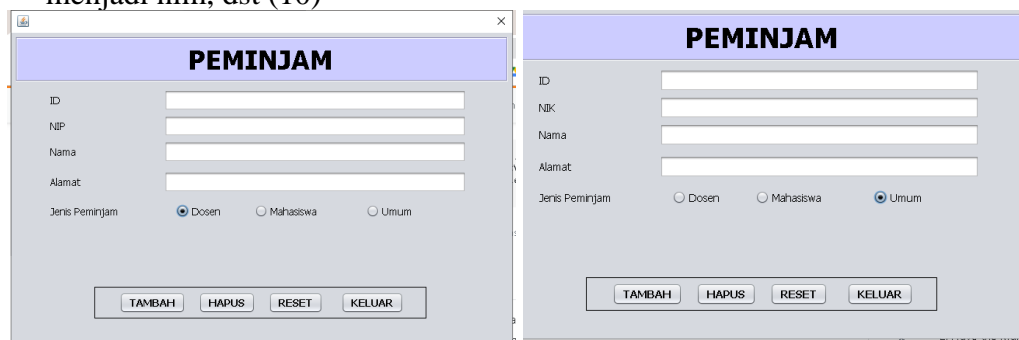 menjadi nim, dst (10)
PEMINJAM
ID
NIP
Nama
Alamat
Jenis Peminjam Dosen Mahasiswa Umum
TAMBAH HAPUS RESET KELUAR
PEMINJAM
ID
NIK
Nama
Alamat
Jenis Peminjam Dosen Mahasiswa Umum
TAMBAH HAPUS RESET KELUAR